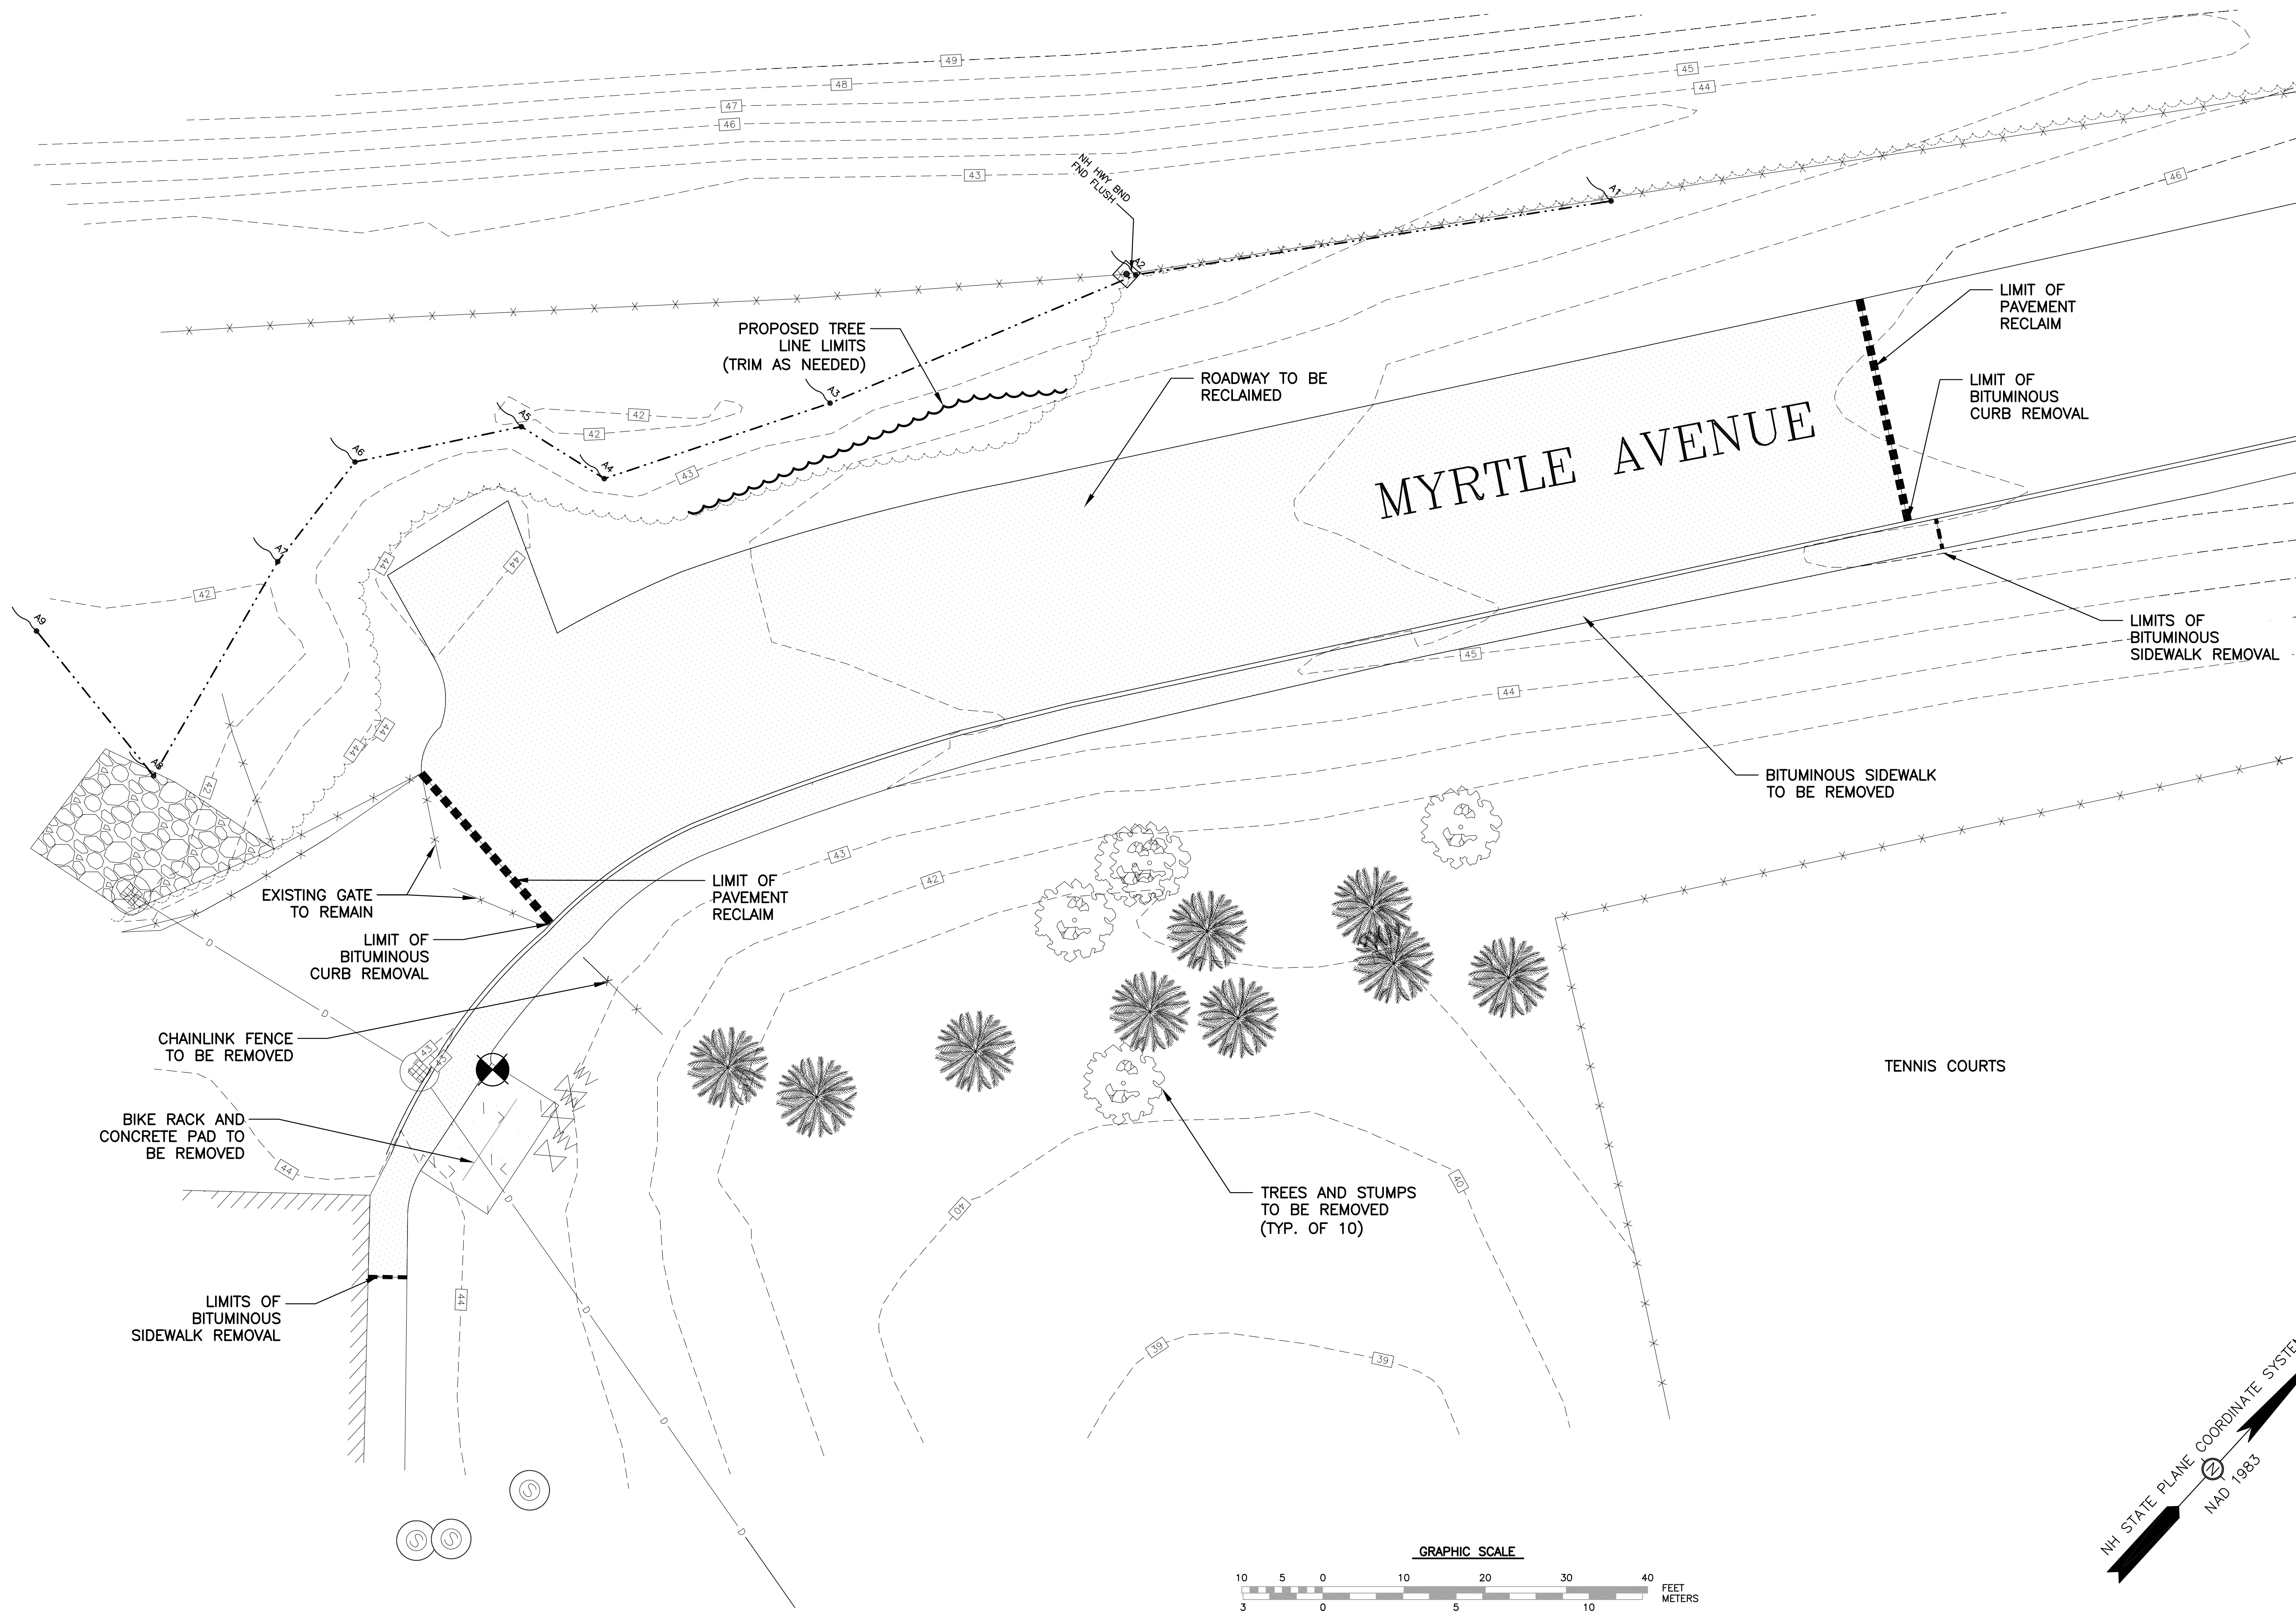 49
48
47
46
45
44
43
NH HWY BND
FND FLUSH
A1
A2
46
PROPOSED TREE
LINE LIMITS
(TRIM AS NEEDED)
A3
A4
A5
A6
A7
A8
A9
42
42
43
44
44
42
44
44
42
ROADWAY TO BE
RECLAIMED
MYRTLE AVENUE
LIMIT OF
PAVEMENT
RECLAIM
LIMIT OF
BITUMINOUS
CURB REMOVAL
LIMITS OF
BITUMINOUS
SIDEWALK REMOVAL
45
44
BITUMINOUS SIDEWALK
TO BE REMOVED
EXISTING GATE
TO REMAIN
LIMIT OF
PAVEMENT
RECLAIM
43
42
LIMIT OF
BITUMINOUS
CURB REMOVAL
D
D
CHAINLINK FENCE
TO BE REMOVED
43
43
BIKE RACK AND
CONCRETE PAD TO
BE REMOVED
44
TENNIS COURTS
TREES AND STUMPS
TO BE REMOVED
(TYP. OF 10)
40
40
D
D
D
D
44
39
39
LIMITS OF
BITUMINOUS
SIDEWALK REMOVAL
S
S
S
GRAPHIC SCALE
10 5 0 10 20 30 40
FEET
METERS
3 0 5 10
NH STATE PLANE COORDINATE SYSTEM
N
NAD 1983